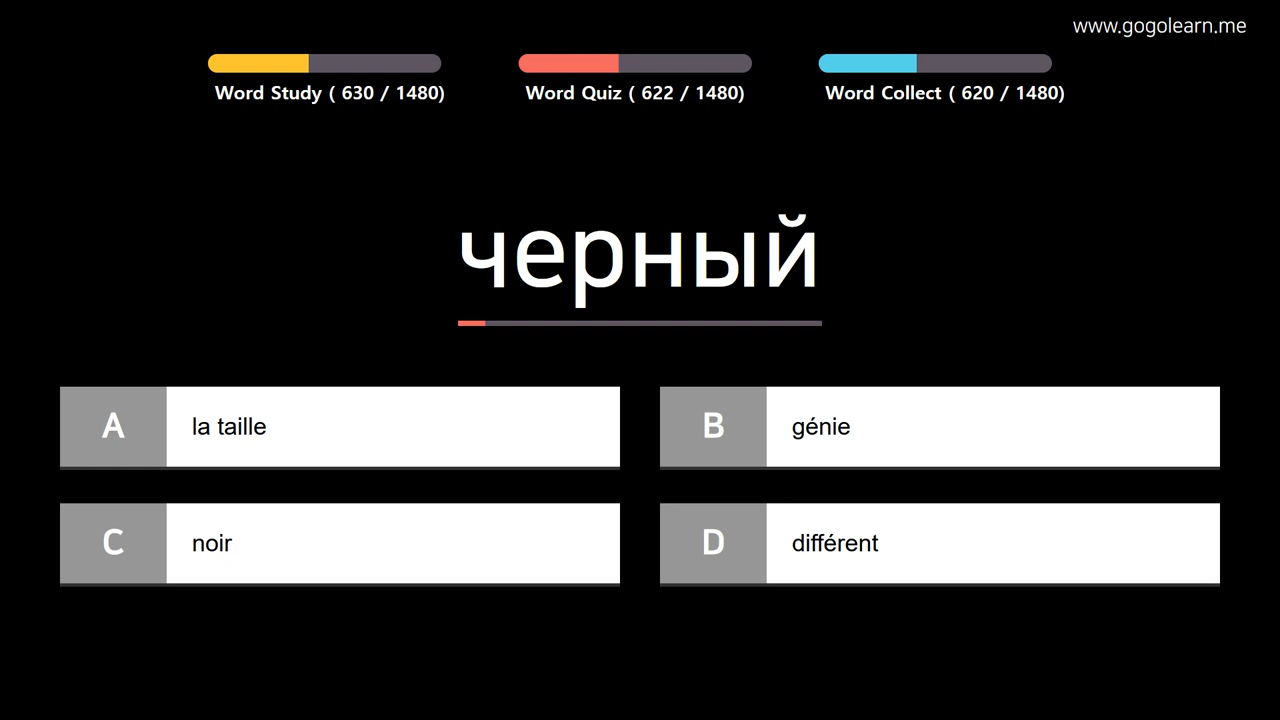 www.gogolearn.me
Word Study ( 630 / 1480)
Word Quiz ( 622 / 1480)
Word Collect ( 620 / 1480)
черный
A la taille
B génie
C noir
D différent